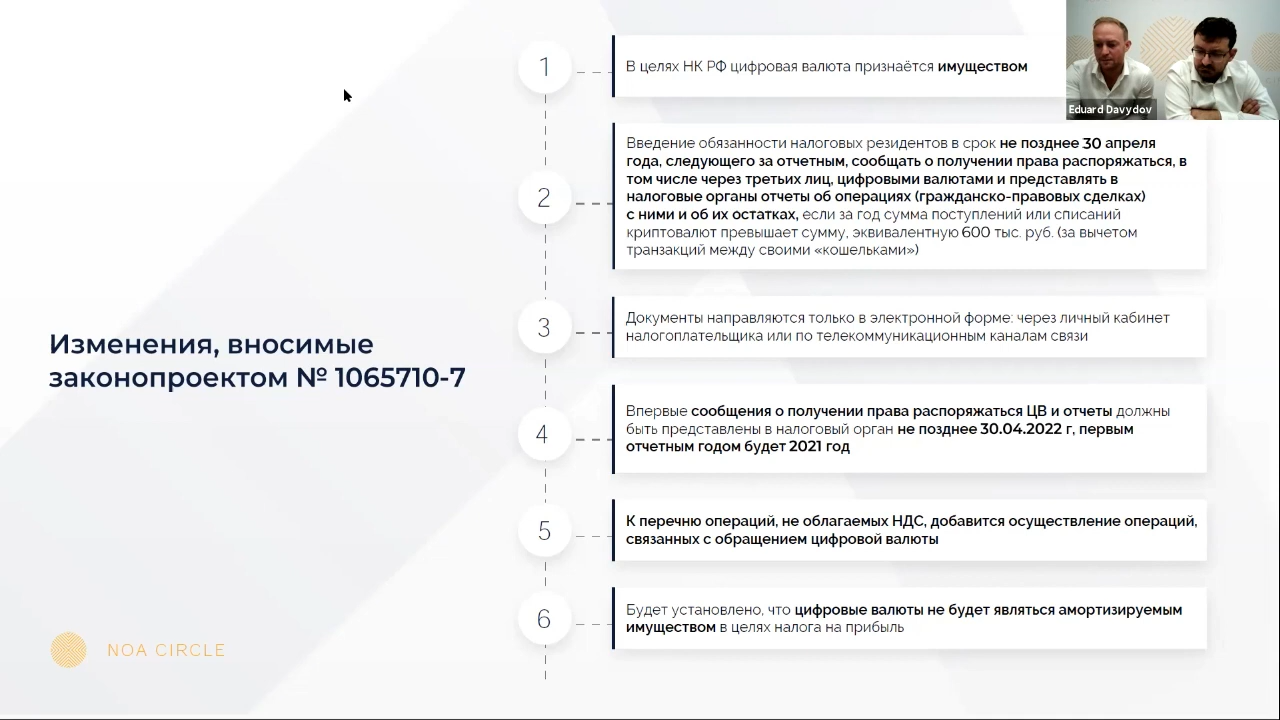 Изменения, вносимые
законопроектом № 1065710-7
NOA CIRCLE
1
В целях НК РФ цифровая валюта признаётся имуществом
2
Введение обязанности налоговых резидентов в срок не позднее 30 апреля
года, следующего за отчетным, сообщать о получении права распоряжаться, в
том числе через третьих лиц, цифровыми валютами и представлять в
налоговые органы отчеты об операциях (гражданско-правовых сделках)
с ними и об их остатках, если за год сумма поступлений или списаний
криптовалют превышает сумму, эквивалентную 600 тыс. руб. (за вычетом
транзакций между своими «кошельками»)
3
Документы направляются только в электронной форме: через личный кабинет
налогоплательщика или по телекоммуникационным каналам связи
4
Впервые сообщения о получении права распоряжаться ЦВ и отчеты должны
быть представлены в налоговый орган не позднее 30.04.2022 г, первым
отчетным годом будет 2021 год
5
К перечню операций, не облагаемых НДС, добавится осуществление операций,
связанных с обращением цифровой валюты
6
Будет установлено, что цифровые валюты не будет являться амортизируемым
имуществом в целях налога на прибыль
Eduard Davydov